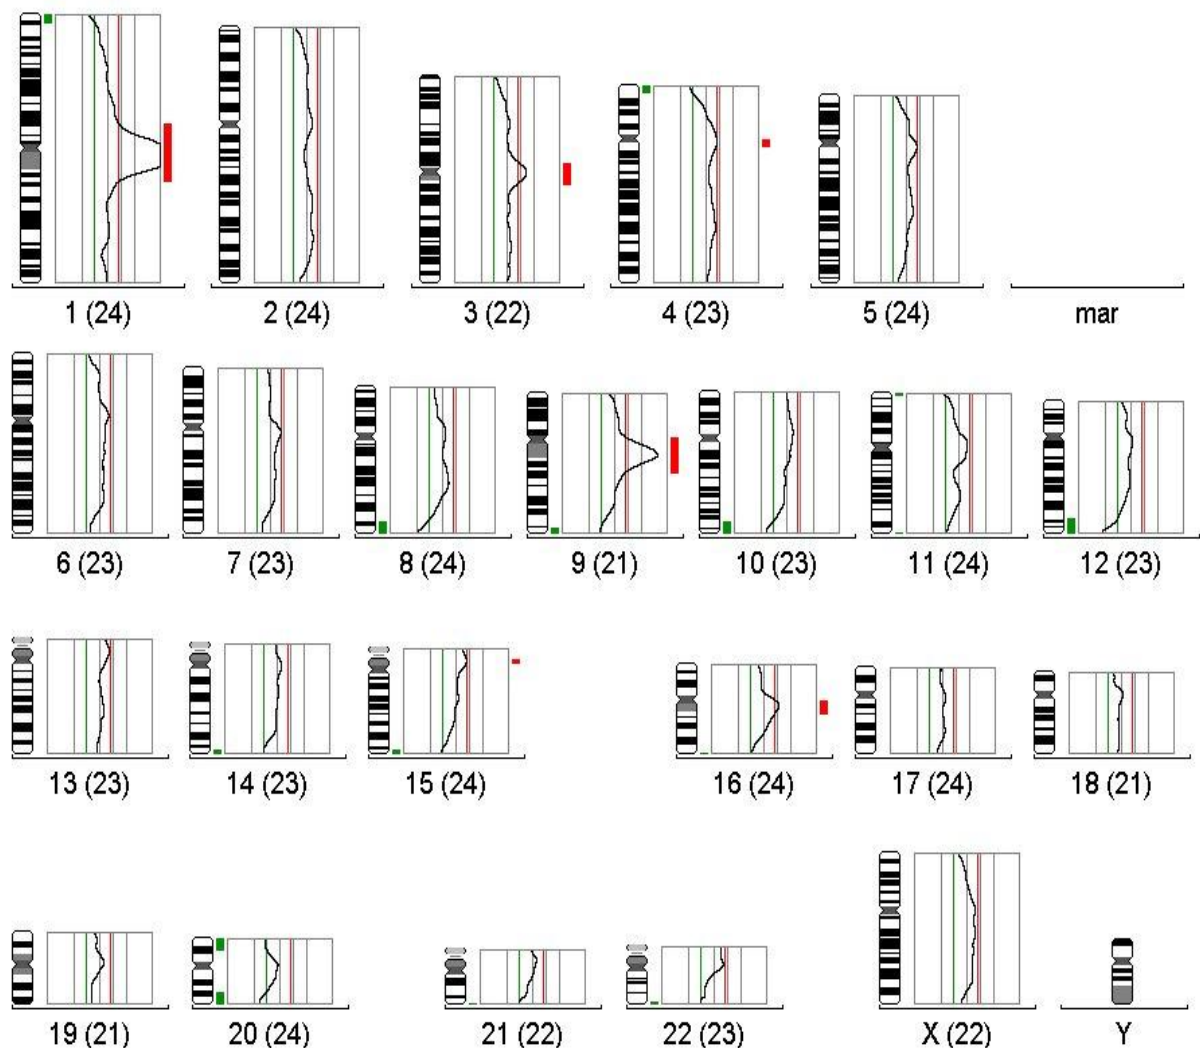 1 (24) 2 (24) 3 (22) 4 (23) 5 (24) mar
6 (23) 7 (23) 8 (24) 9 (21) 10 (23) 11 (24) 12 (23)
13 (23) 14 (23) 15 (24) 16 (24) 17 (24) 18 (21)
19 (21) 20 (24) 21 (22) 22 (23) X (22) Y